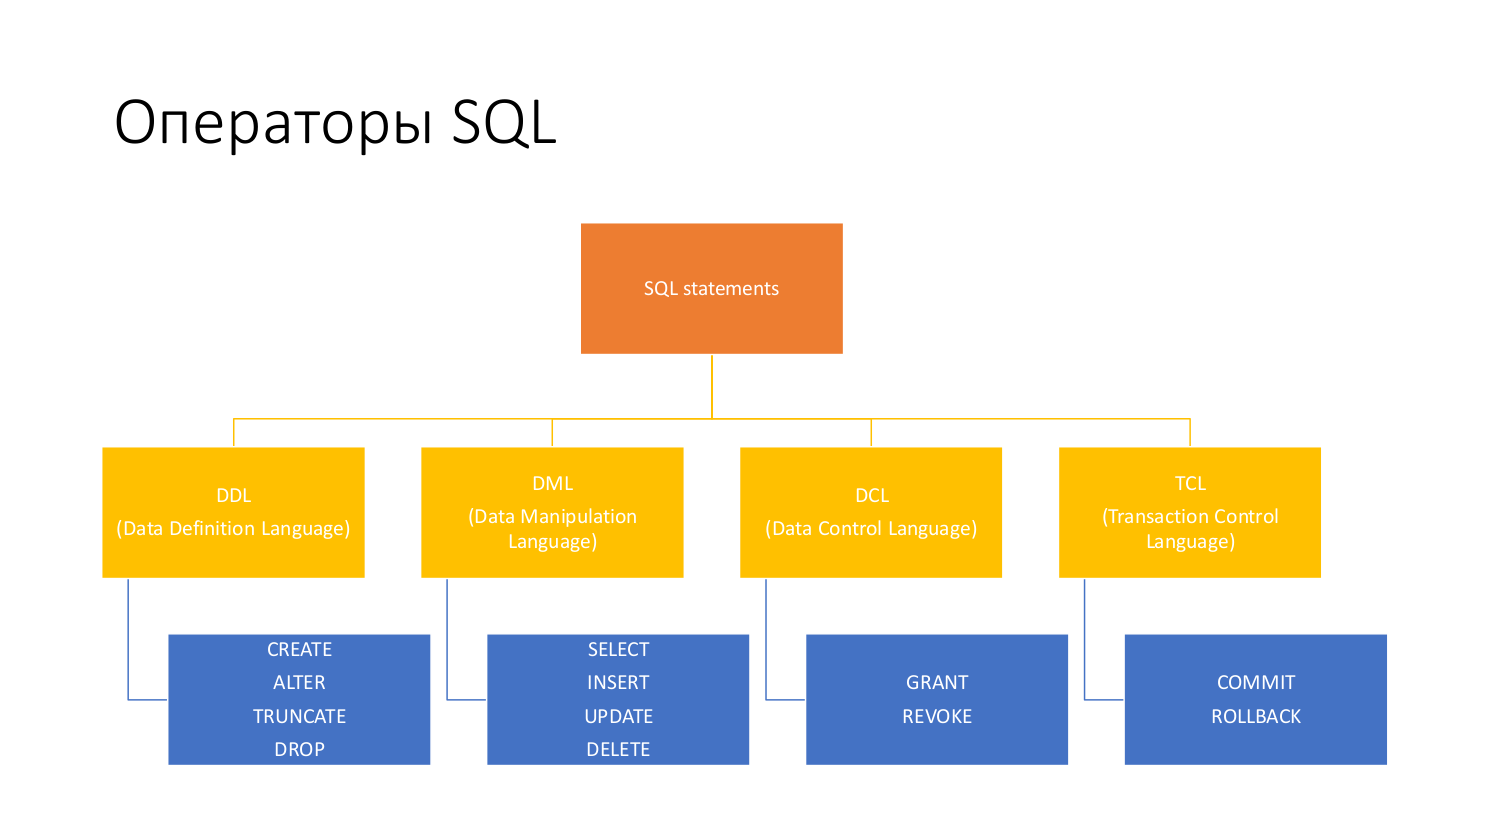 Операторы SQL
SQL statements
DDL
(Data Definition Language)
DML
(Data Manipulation
Language)
DCL
(Data Control Language)
TCL
(Transaction Control
Language)
CREATE
ALTER
TRUNCATE
DROP
SELECT
INSERT
UPDATE
DELETE
GRANT
REVOKE
COMMIT
ROLLBACK